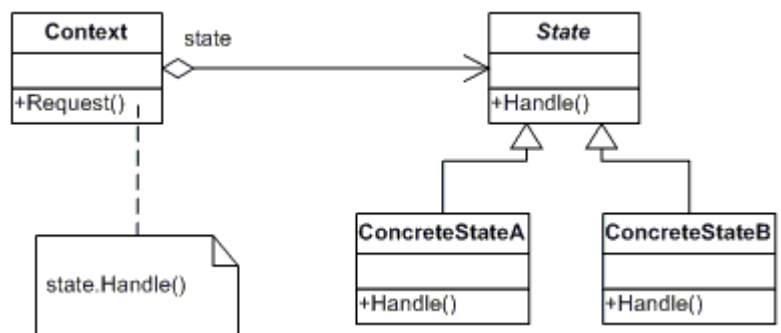 Context
state
State
+Request()
+Handle()
state.Handle()
ConcreteStateA
+Handle()
ConcreteStateB
+Handle()